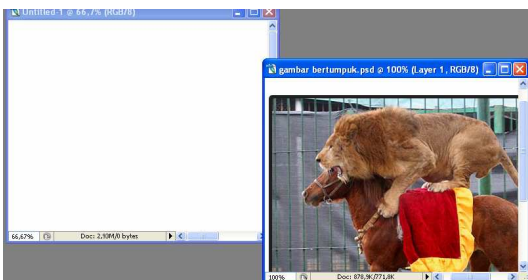 Untitled-1 @ 66,7% (RGB/8)
gambar bertumpuk.psd @ 100% (Layer 1, RGB/8)
66,67%
Doc: 2,10M/0 bytes
100%
Doc: 878,9K/771,8K